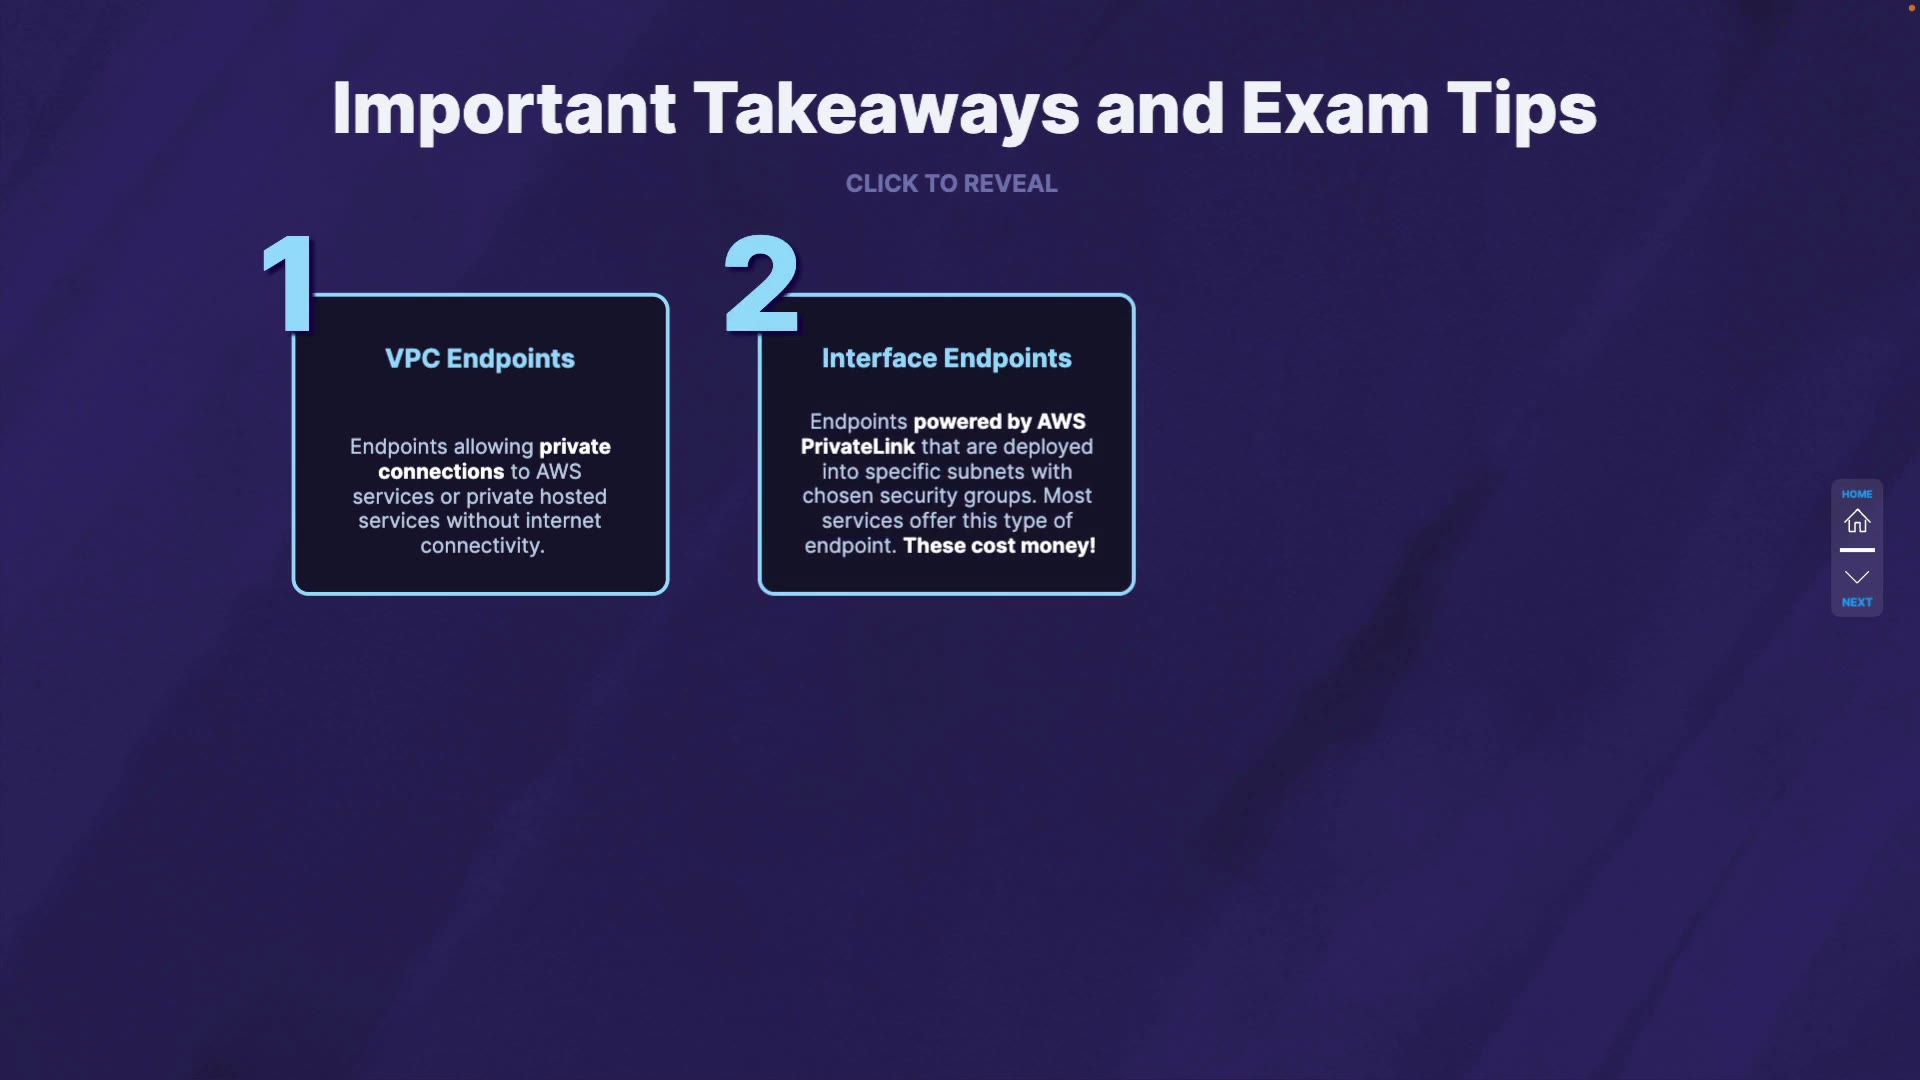 Important Takeaways and Exam Tips
CLICK TO REVEAL
1
VPC Endpoints
Endpoints allowing private
connections to AWS
services or private hosted
services without internet
connectivity.
2
Interface Endpoints
Endpoints powered by AWS
PrivateLink that are deployed
into specific subnets with
chosen security groups. Most
services offer this type of
endpoint. These cost money!
HOME
NEXT